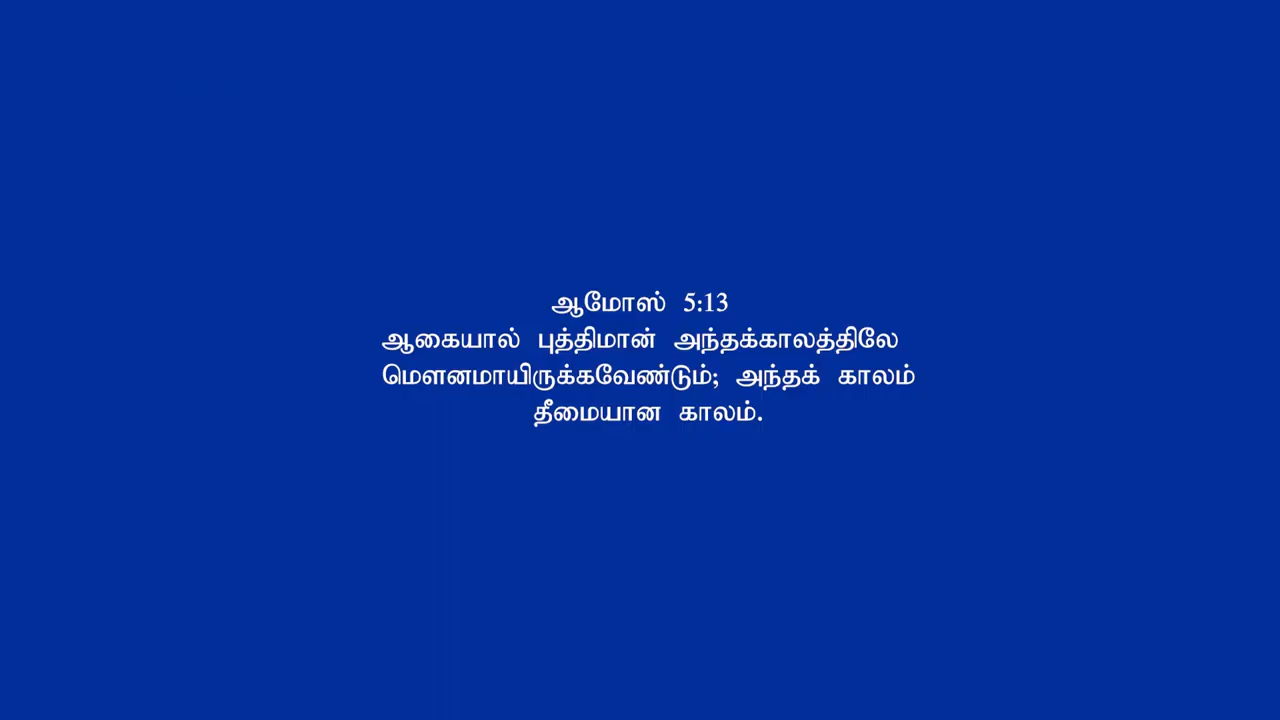 ஆமோஸ் 5:13
ஆகையால் புத்திமான் அந்தக்காலத்திலே
மௌனமாயிருக்கவேண்டும்; அந்தக் காலம்
தீமையான காலம்.